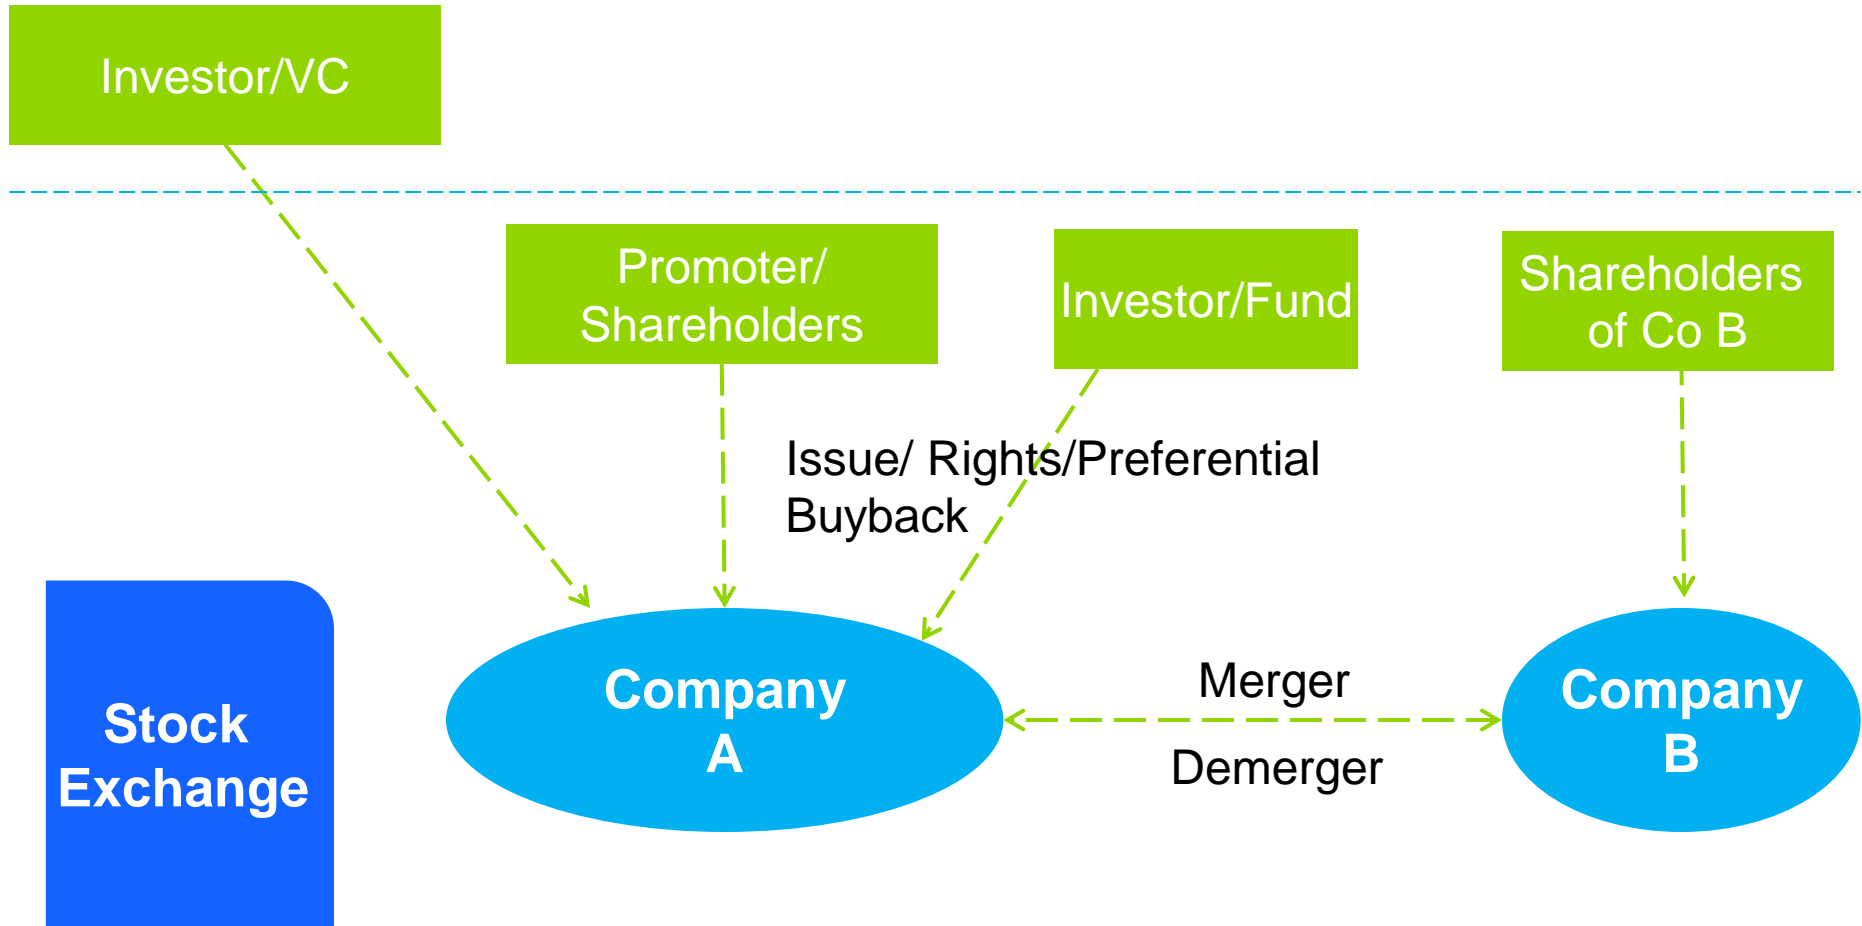 Investor/VC
Promoter/
Shareholders
Investor/Fund
Shareholders
of Co B
Issue/ Rights/Preferential
Buyback
Stock
Exchange
Company
A
Merger
Demerger
Company
B